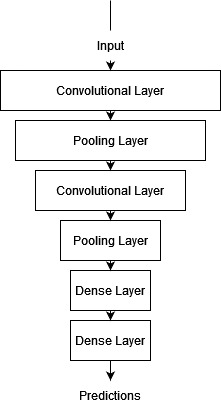 Input
Convolutional Layer
Pooling Layer
Convolutional Layer
Pooling Layer
Dense Layer
Dense Layer
Predictions